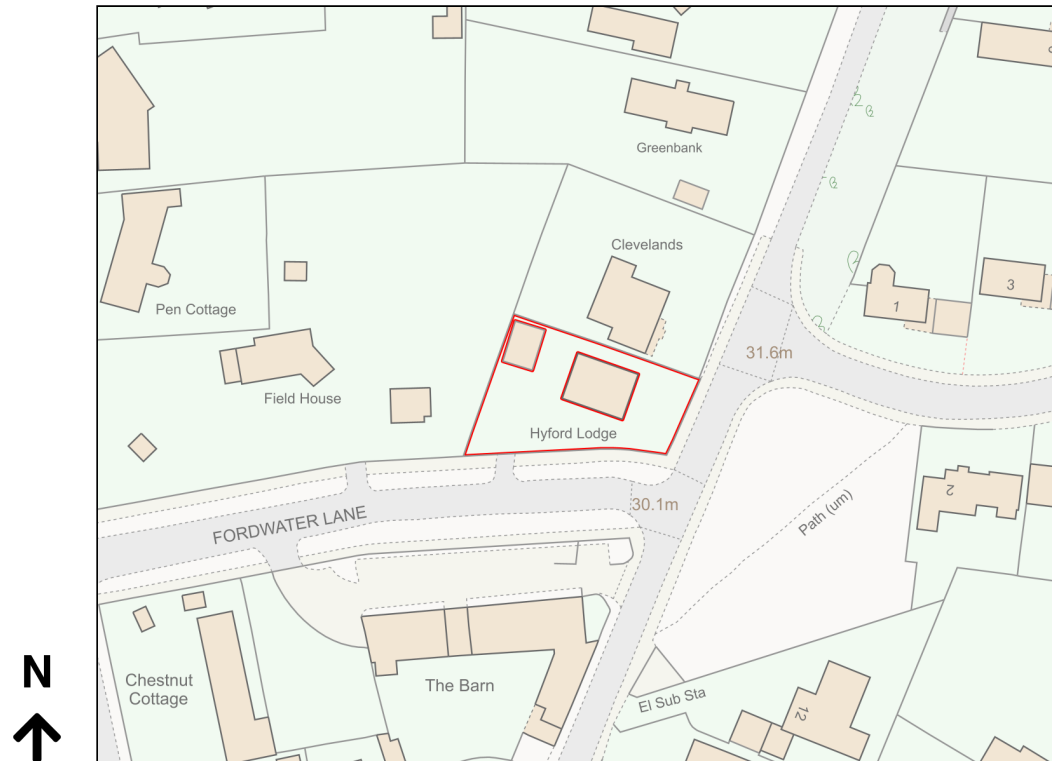 Greenbank
Clevelands
Pen Cottage
1
3
31.6m
Field House
Hyford Lodge
2
30.1m
Path (um)
FORDWATER LANE
N
Chestnut
Cottage
The Barn
El Sub Sta
12